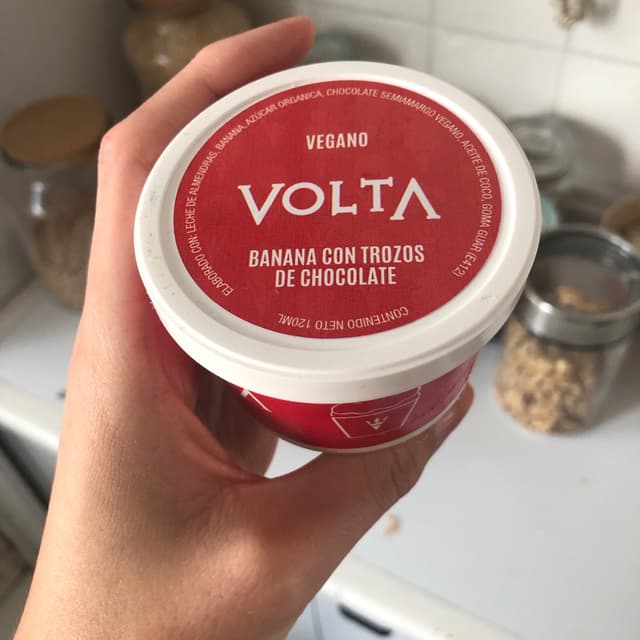 VEGANO
VOLTA
BANANA CON TROZOS
DE CHOCOLATE
ELABORADO CON: LECHE DE ALMENDRAS, BANANA, AZÚCAR ORGÁNICA, CHOCOLATE SEMIAMARGO VEGANO, ACEITE DE COCO, GOMA GUAR (E412)
CONTENIDO NETO 120ML